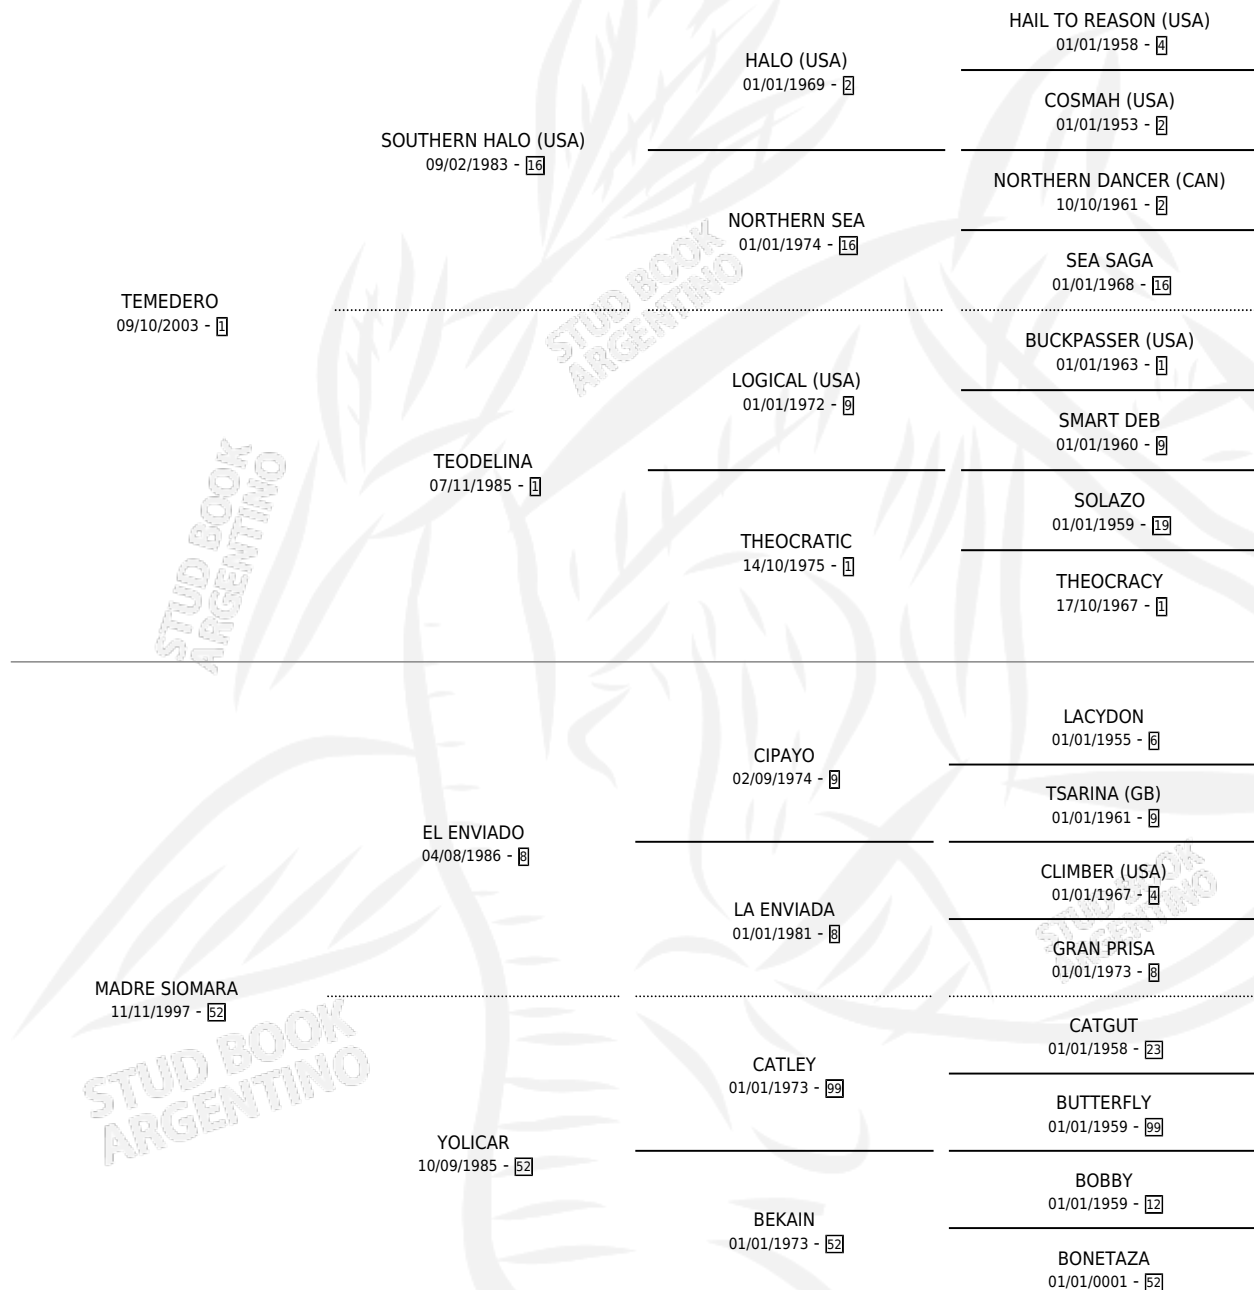 HAIL TO REASON (USA)
01/01/1958 - 4
HALO (USA)
01/01/1969 - 2
COSMAH (USA)
01/01/1953 - 2
SOUTHERN HALO (USA)
09/02/1983 - 16
NORTHERN DANCER (CAN)
10/10/1961 - 2
NORTHERN SEA
01/01/1974 - 16
SEA SAGA
01/01/1968 - 16
TEMEDERO
09/10/2003 - 1
STUD BOOK
ARGENTINO
BUCKPASSER (USA)
01/01/1963 - 1
LOGICAL (USA)
01/01/1972 - 9
SMART DEB
01/01/1960 - 9
TEODELINA
07/11/1985 - 1
SOLAZO
01/01/1959 - 19
THEOCRATIC
14/10/1975 - 1
THEOCRACY
17/10/1967 - 1
STUD BOOK
ARGENTINO
LACYDON
01/01/1955 - 6
CIPAYO
02/09/1974 - 9
TSARINA (GB)
01/01/1961 - 9
EL ENVIADO
04/08/1986 - 8
CLIMBER (USA)
01/01/1967 - 4
LA ENVIADA
01/01/1981 - 8
STUD BOOK
ARGENTINO
GRAN PRISA
01/01/1973 - 8
MADRE SIOMARA
11/11/1997 - 52
STUD BOOK
ARGENTINO
CATGUT
01/01/1958 - 23
CATLEY
01/01/1973 - 99
BUTTERFLY
01/01/1959 - 99
YOLICAR
10/09/1985 - 52
BOBBY
01/01/1959 - 12
BEKAIN
01/01/1973 - 52
BONETAZA
01/01/0001 - 52